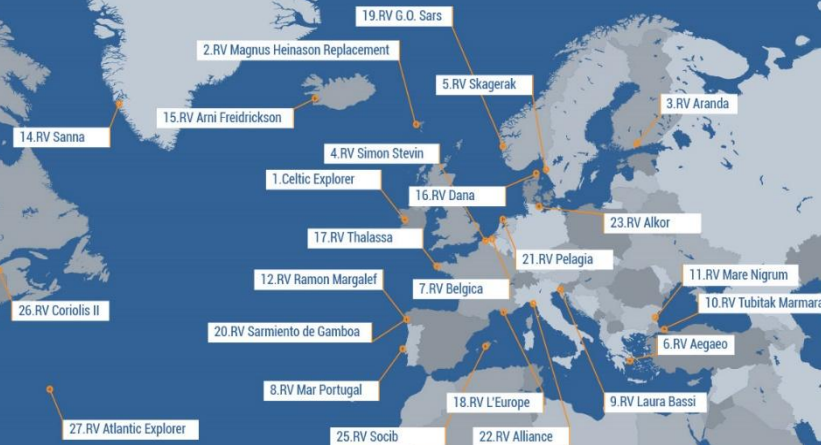 19.RV G.O. Sars
2.RV Magnus Heinason Replacement
5.RV Skagerak
3.RV Aranda
15.RV Arni Freidrickson
14.RV Sanna
4.RV Simon Stevin
1.Celtic Explorer
16.RV Dana
23.RV Alkor
17.RV Thalassa
21.RV Pelagia
12.RV Ramon Margalef
7.RV Belgica
11.RV Mare Nigrum
26.RV Coriolis II
10.RV Tubitak Marmara
20.RV Sarmiento de Gamboa
6.RV Aegaeo
8.RV Mar Portugal
18.RV L'Europe
9.RV Laura Bassi
27.RV Atlantic Explorer
25.RV Socib
22.RV Alliance